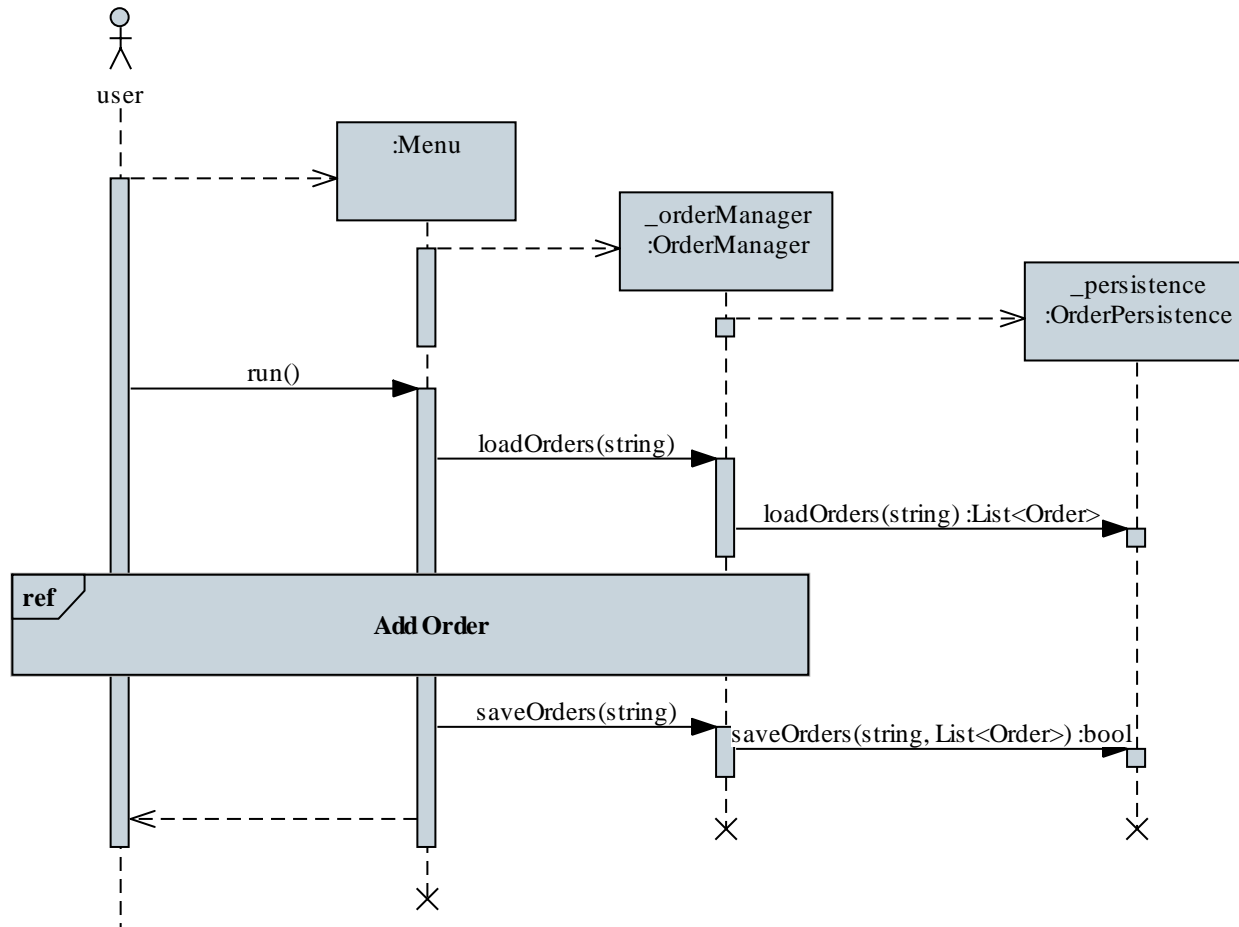 user
:Menu
_orderManager
:OrderManager
_persistence
:OrderPersistence
run()
loadOrders(string)
loadOrders(string) :List<Order>
ref
Add Order
saveOrders(string)
saveOrders(string, List<Order>) :bool